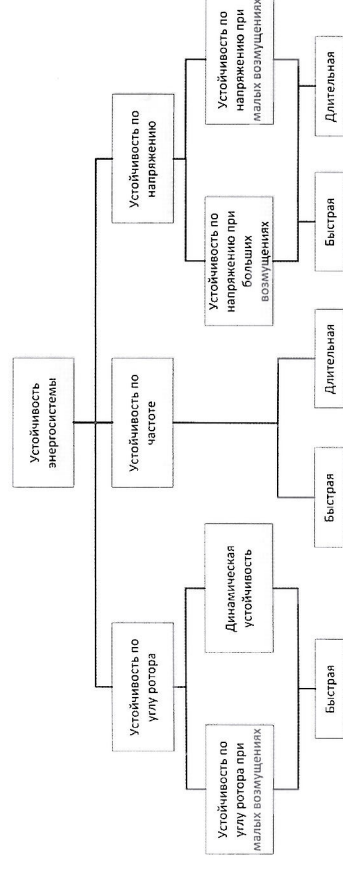 Устойчивость
энергосистемы
Устойчивость по
углу ротора
Устойчивость по
частоте
Устойчивость по
напряжению
Устойчивость по
углу ротора при
малых возмущениях
Динамическая
устойчивость
Устойчивость по
напряжению при
больших
возмущениях
Устойчивость по
напряжению при
малых возмущениях
Быстрая
Быстрая
Длительная
Быстрая
Длительная